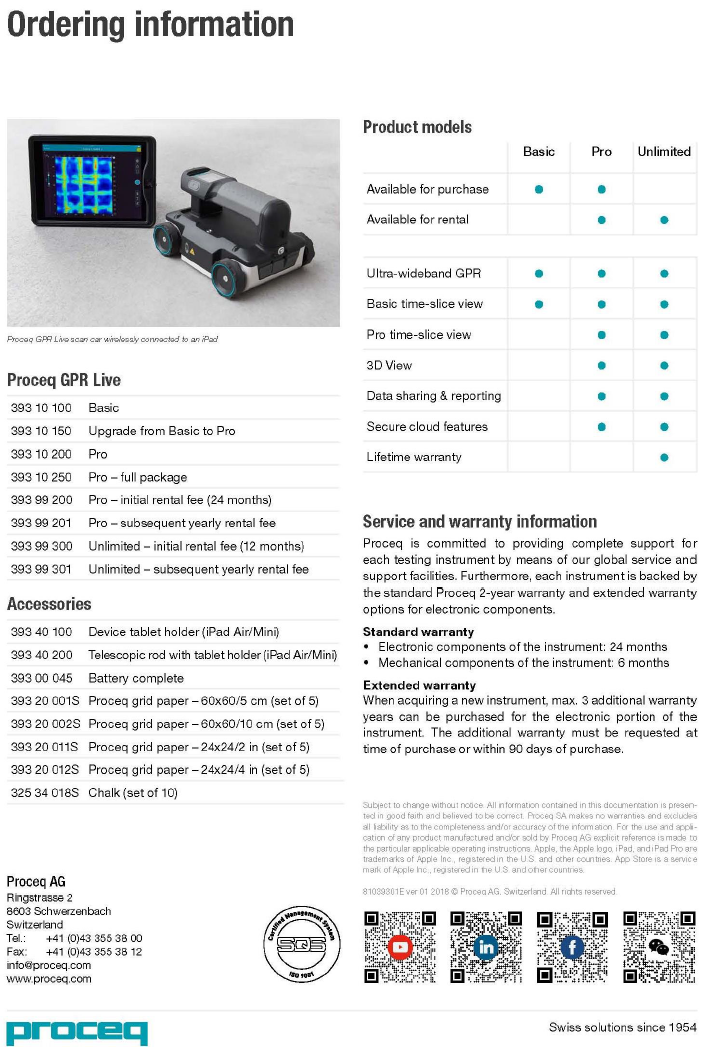 Ordering information
Proceq GPR Live scan car wirelessly connected to an iPad
Proceq GPR Live
393 10 100 Basic
393 10 150 Upgrade from Basic to Pro
393 10 200 Pro
393 10 250 Pro – full package
393 99 200 Pro – initial rental fee (24 months)
393 99 201 Pro – subsequent yearly rental fee
393 99 300 Unlimited – initial rental fee (12 months)
393 99 301 Unlimited – subsequent yearly rental fee
Accessories
393 40 100 Device tablet holder (iPad Air/Mini)
393 40 200 Telescopic rod with tablet holder (iPad Air/Mini)
393 00 045 Battery complete
393 20 001S Proceq grid paper – 60x60/5 cm (set of 5)
393 20 002S Proceq grid paper – 60x60/10 cm (set of 5)
393 20 011S Proceq grid paper – 24x24/2 in (set of 5)
393 20 012S Proceq grid paper – 24x24/4 in (set of 5)
325 34 018S Chalk (set of 10)
Product models
Basic Pro Unlimited
Available for purchase ● ●
Available for rental ● ●
Ultra-wideband GPR ● ● ●
Basic time-slice view ● ● ●
Pro time-slice view ● ●
3D View ● ●
Data sharing & reporting ● ●
Secure cloud features ● ●
Lifetime warranty ●
Service and warranty information
Proceq is committed to providing complete support for
each testing instrument by means of our global service and
support facilities. Furthermore, each instrument is backed by
the standard Proceq 2-year warranty and extended warranty
options for electronic components.
Standard warranty
• Electronic components of the instrument: 24 months
• Mechanical components of the instrument: 6 months
Extended warranty
When acquiring a new instrument, max. 3 additional warranty
years can be purchased for the electronic portion of the
instrument. The additional warranty must be requested at
time of purchase or within 90 days of purchase.
Subject to change without notice. All information contained in this documentation is presen-
ted in good faith and believed to be correct. Proceq SA makes no warranties and excludes
all liability as to the completeness and/or accuracy of the information. For the use and appli-
cation of any product manufactured and/or sold by Proceq AG explicit reference is made to
the particular applicable operating instructions. Apple, the Apple logo, iPad, and iPad Pro are
trademarks of Apple Inc., registered in the U.S. and other countries. App Store is a service
mark of Apple Inc., registered in the U.S. and other countries.
81039301E ver 01 2018 © Proceq AG, Switzerland. All rights reserved.
Proceq AG
Ringstrasse 2
8603 Schwerzenbach
Switzerland
Tel.: +41 (0)43 355 38 00
Fax: +41 (0)43 355 38 12
info@proceq.com
www.proceq.com
Certified Management System
SQS
ISO 9001
in
f
proceq
Swiss solutions since 1954